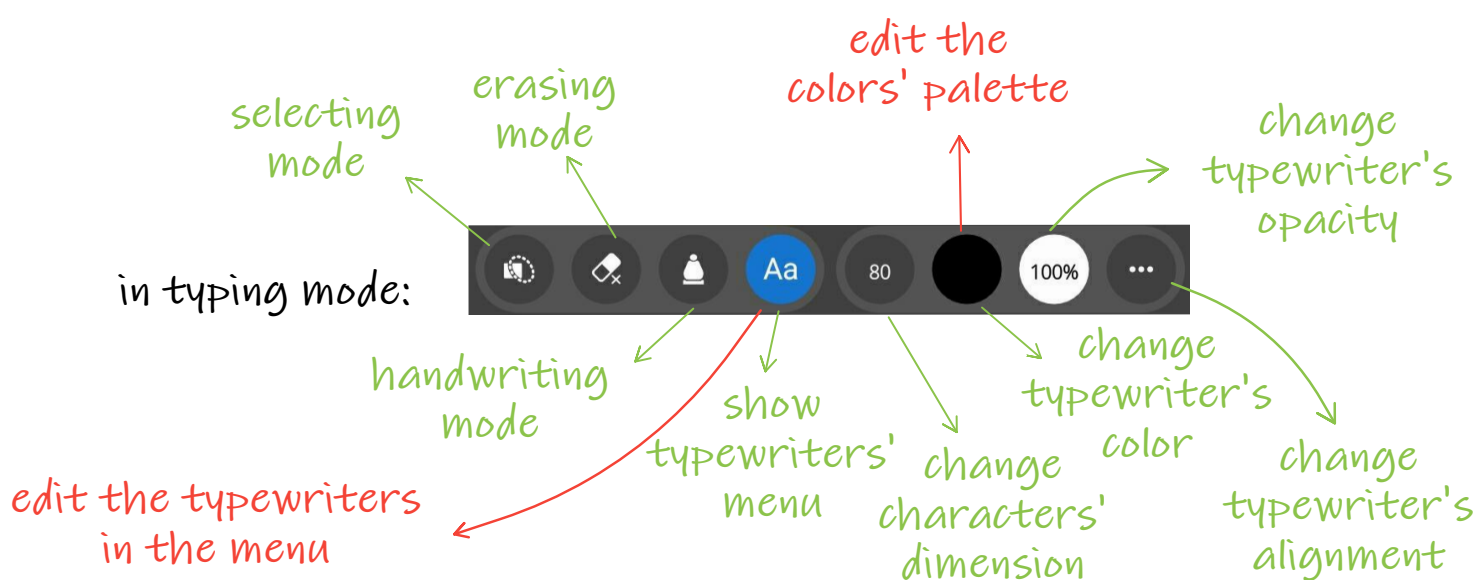 edit the
colors' palette
erasing
mode
selecting
mode
change
typewriter's
opacity
in typing mode:
Aa
80
100%
handwriting
mode
show
typewriters'
menu
change
typewriter's
color
change
characters'
dimension
change
typewriter's
alignment
edit the typewriters
in the menu